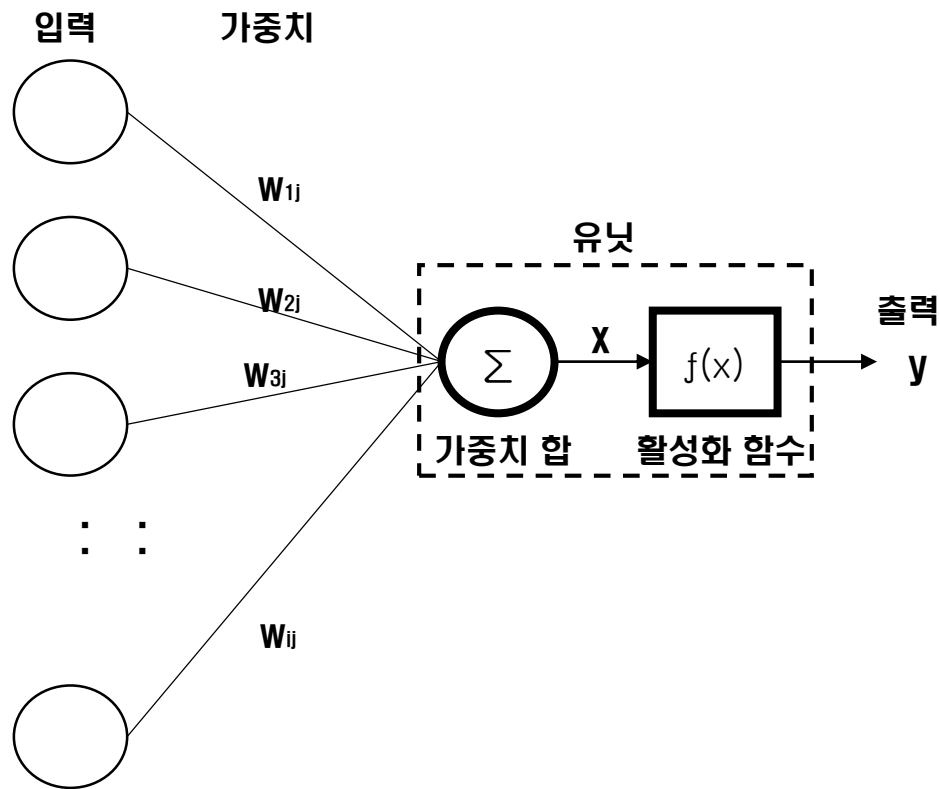 입력
가중치
W1j
W2j
W3j
Wij
: :
유닛
∑
X
ƒ(x)
가중치 합
활성화 함수
출력
y